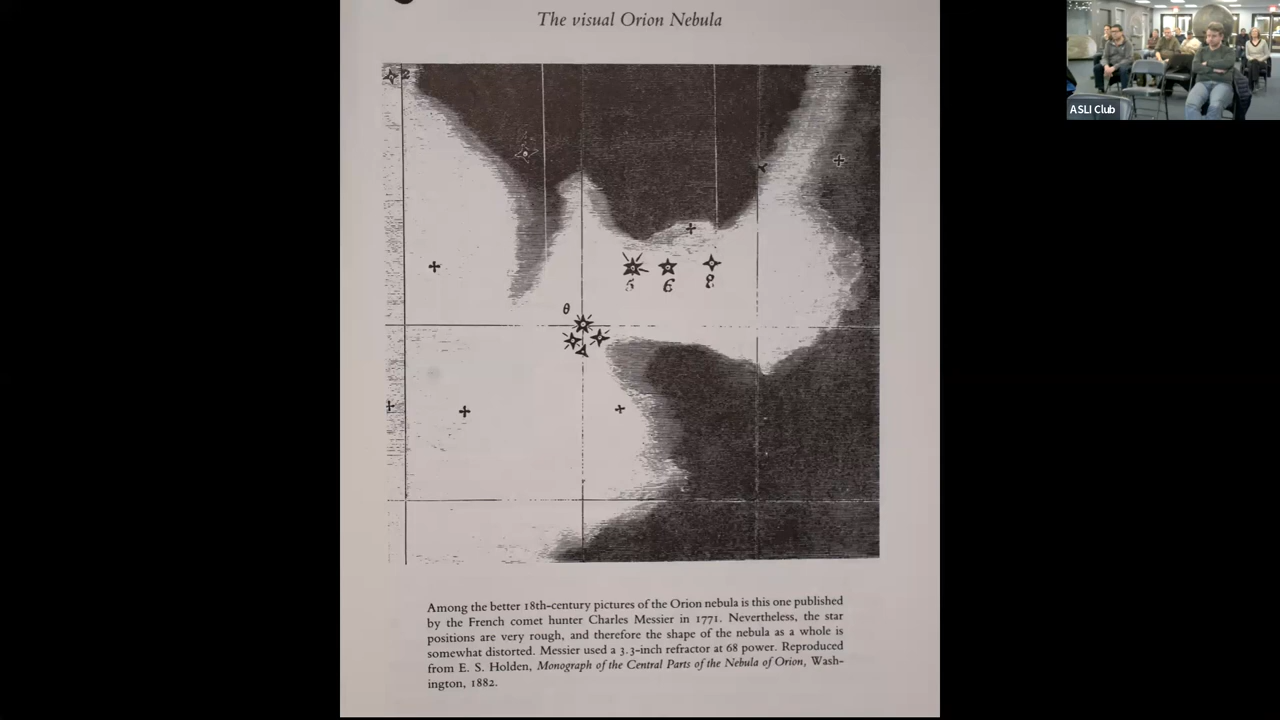 The visual Orion Nebula
ASLI Club
2
5 6 8
θ
Among the better 18th-century pictures of the Orion nebula is this one published
by the French comet hunter Charles Messier in 1771. Nevertheless, the star
positions are very rough, and therefore the shape of the nebula as a whole is
somewhat distorted. Messier used a 3.3-inch refractor at 68 power. Reproduced
from E. S. Holden, Monograph of the Central Parts of the Nebula of Orion, Wash-
ington, 1882.